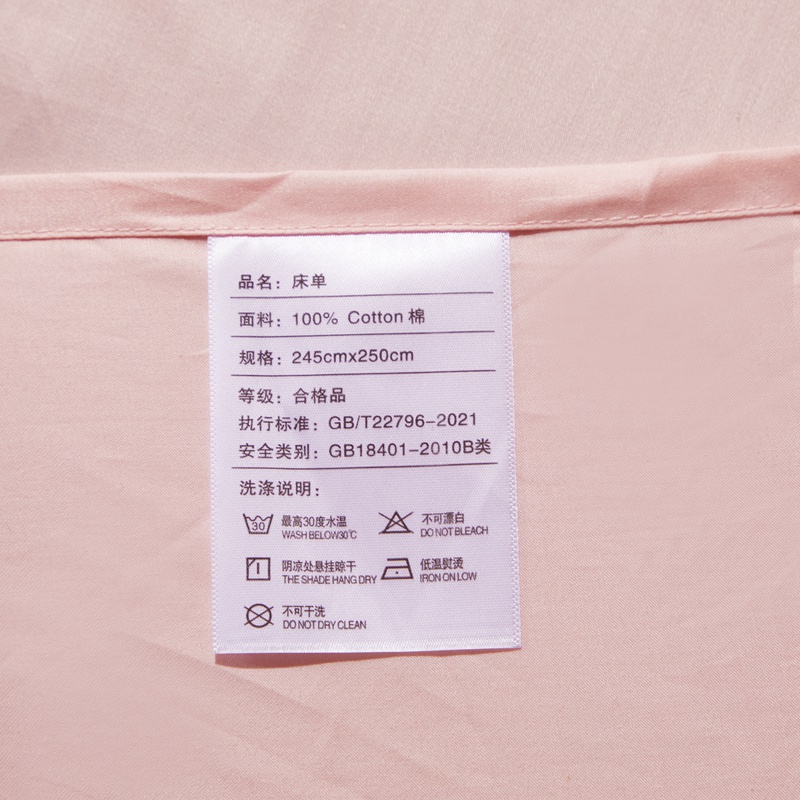 品名：床单
面料：100% Cotton 棉
规格：245cmx250cm
等级：合格品
执行标准：GB/T22796-2021
安全类别：GB18401-2010B类
洗涤说明：
30 最高30度水温 不可漂白
WASH BELOW30℃ DO NOT BLEACH
阴凉处悬挂晾干 低温熨烫
THE SHADE HANG DRY IRON ON LOW
不可干洗
DO NOT DRY CLEAN